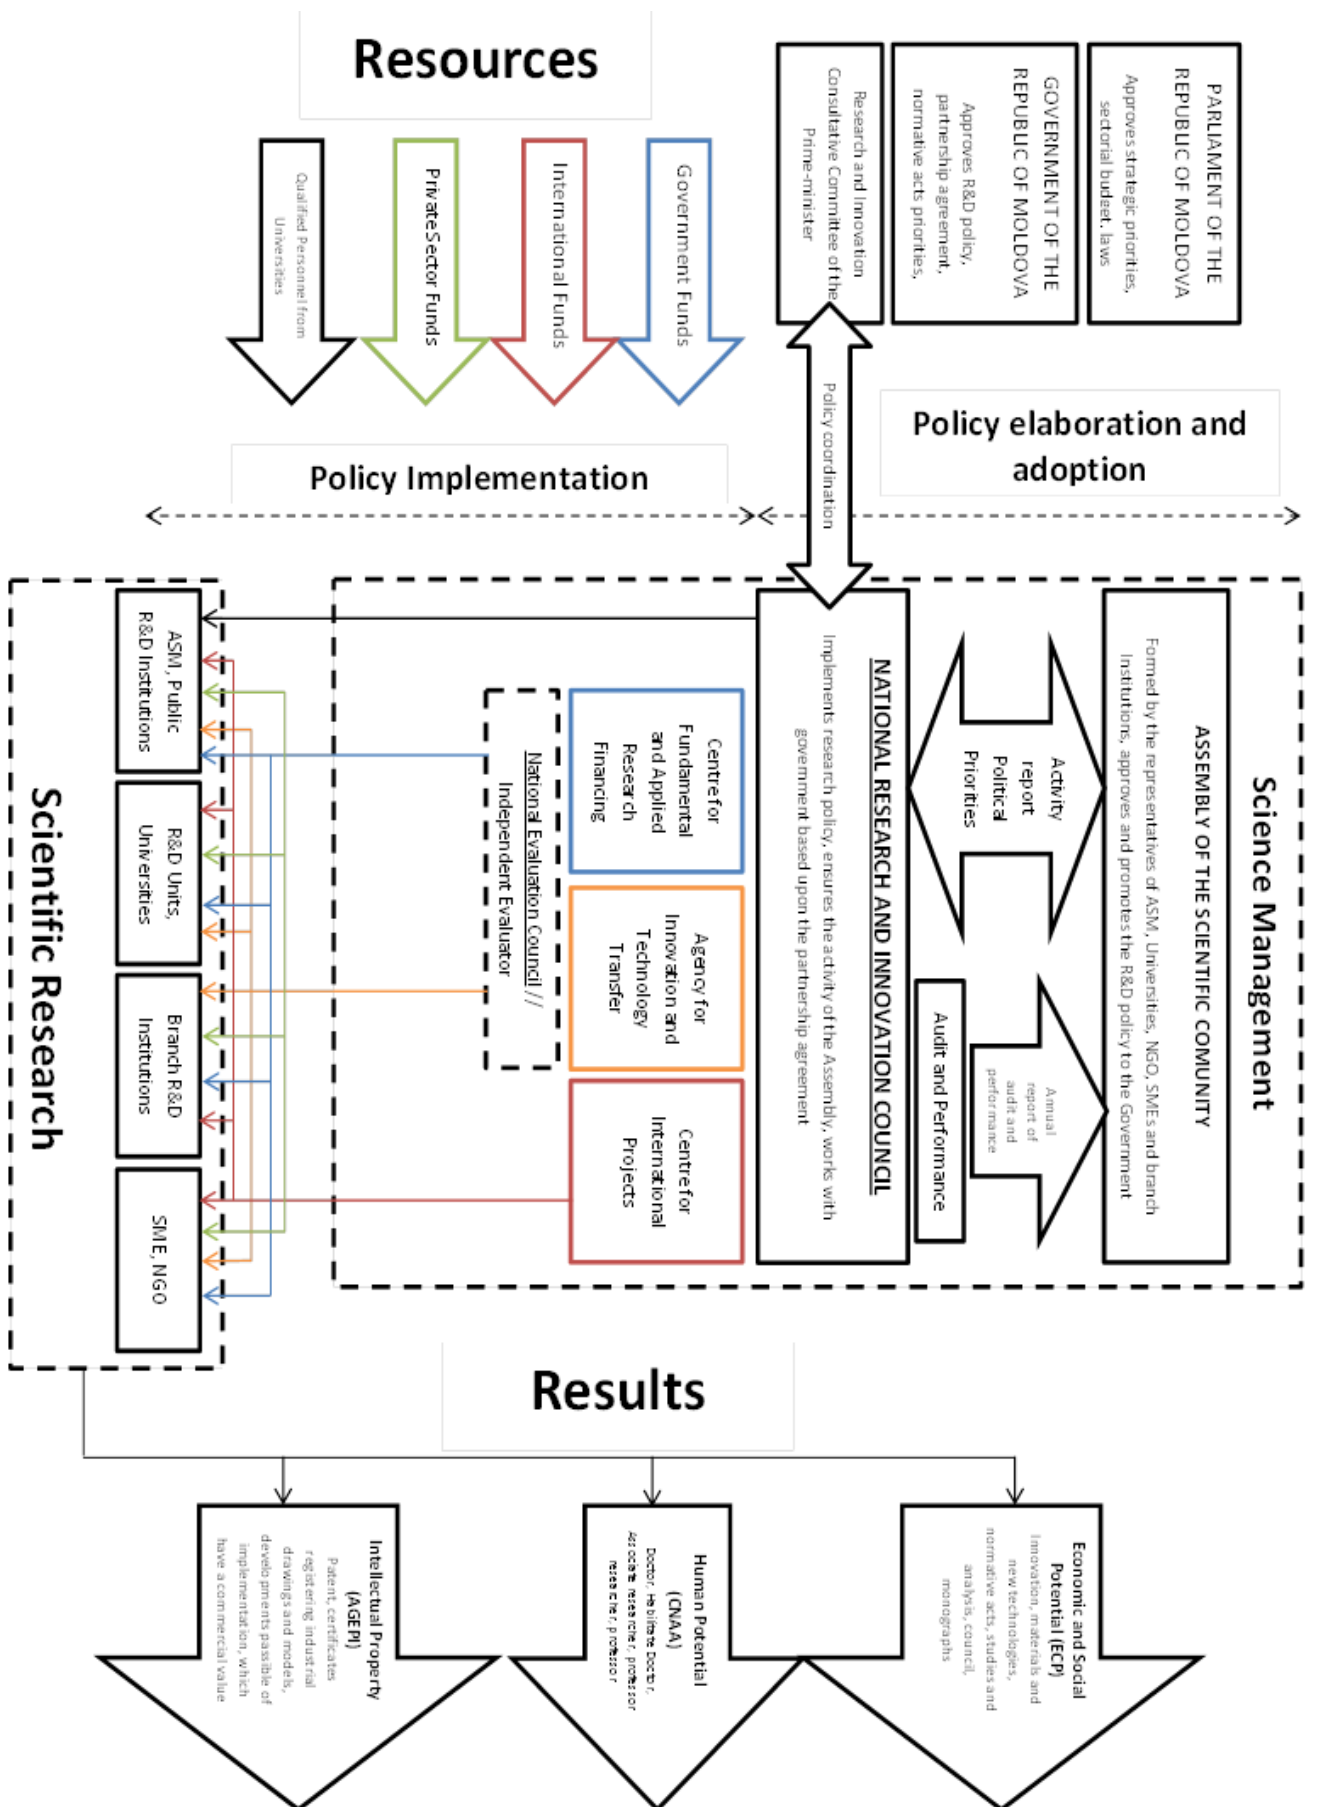 Resources
PARLIAMENT OF THE
REPUBLIC OF MOLDOVA
Approves strategic priorities,
sectorial budget, laws
GOVERNMENT OF THE
REPUBLIC OF MOLDOVA
Approves R&D policy,
partnership agreement,
normative acts priorities,
Research and Innovation
Consultative Committee of the
Prime-minister
Government Funds
International Funds
Private Sector Funds
Qualified Personnel from
Universities
Policy coordination
Policy elaboration and
adoption
Policy Implementation
Science Management
ASSEMBLY OF THE SCIENTIFIC COMUNITY
Formed by the representatives of ASM, Universities, NGO, SMEs and branch
Institutions, approves and promotes the R&D policy to the Government
Activity
report
Political
Priorities
Annual
report of
audit and
performance
Audit and Performance
NATIONAL RESEARCH AND INNOVATION COUNCIL
Implements research policy, ensures the activity of the Assembly, works with
government based upon the partnership agreement
Centre for
Fundamental
and Applied
Research
Financing
Agency for
Innovation and
Technology
Transfer
Centre for
International
Projects
National Evaluation Council //
Independent Evaluator
ASM, Public
R&D Institutions
R&D Units,
Universities
Branch R&D
Institutions
SME, NGO
Scientific Research
Results
Economic and Social
Potential (ECP)
Innovation, materials and
new technologies,
normative acts, studies and
analysis, council,
monographs
Human Potential
(CNAA)
Doctor, Habilitate Doctor,
Associate researcher, professor
researcher, professor
Intellectual Property
(AGEPI)
Patent, certificates
registering industrial
drawings and models,
developments passible of
implementation, which
have a commercial value